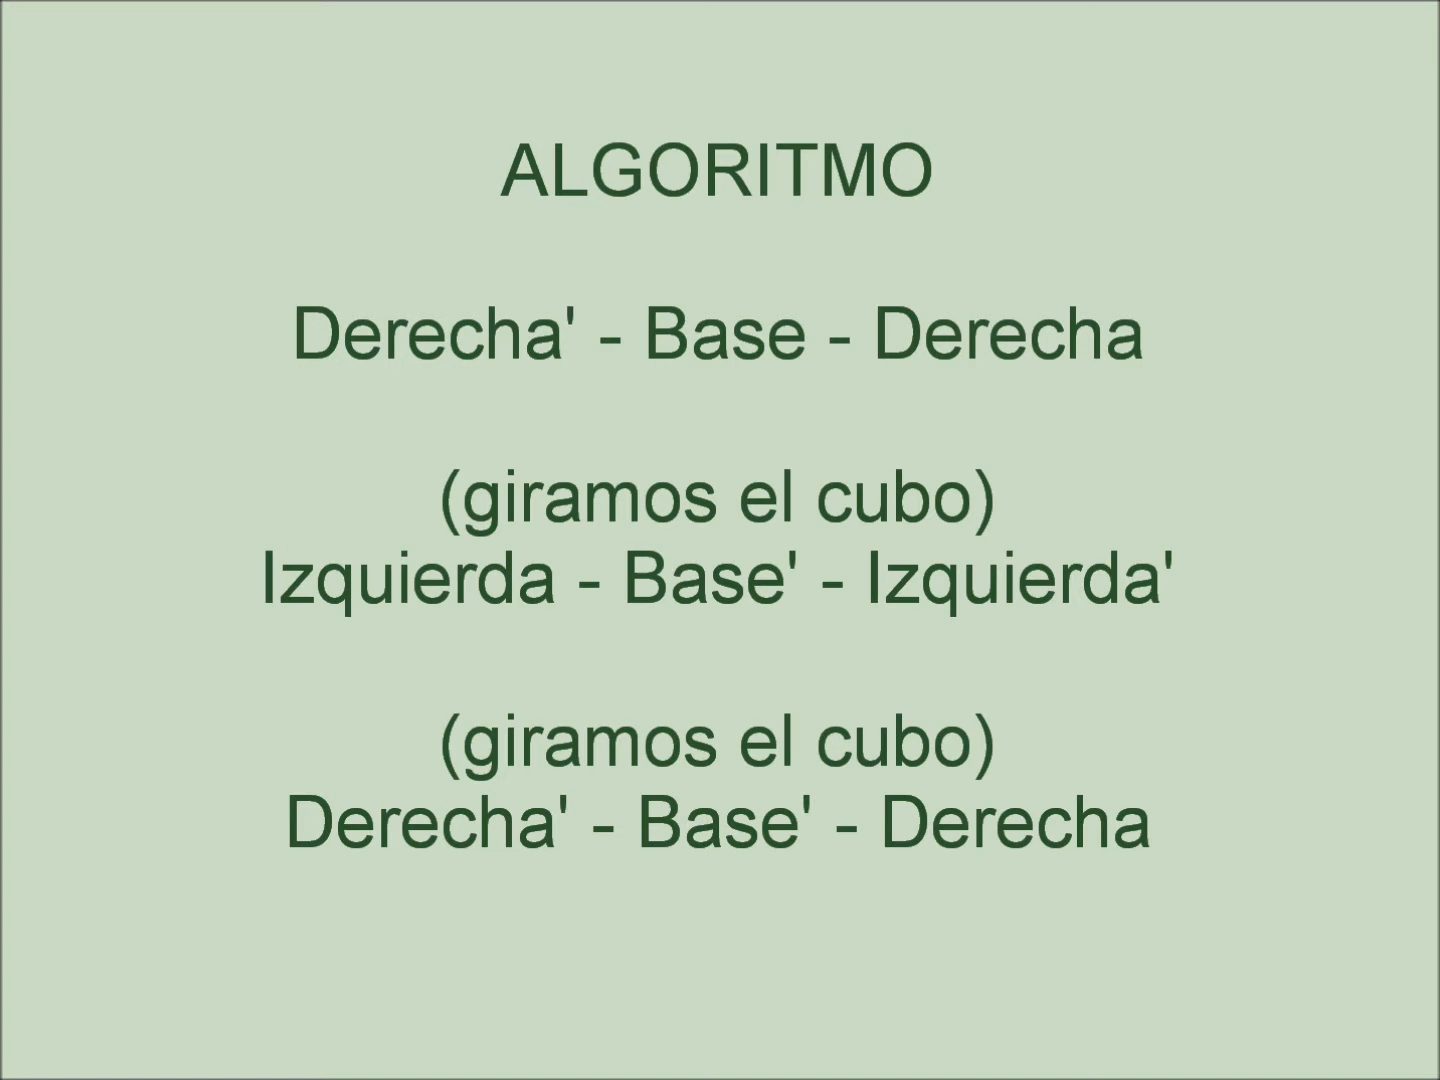 ALGORITMO
Derecha' - Base - Derecha
(giramos el cubo)
Izquierda - Base' - Izquierda'
(giramos el cubo)
Derecha' - Base' - Derecha